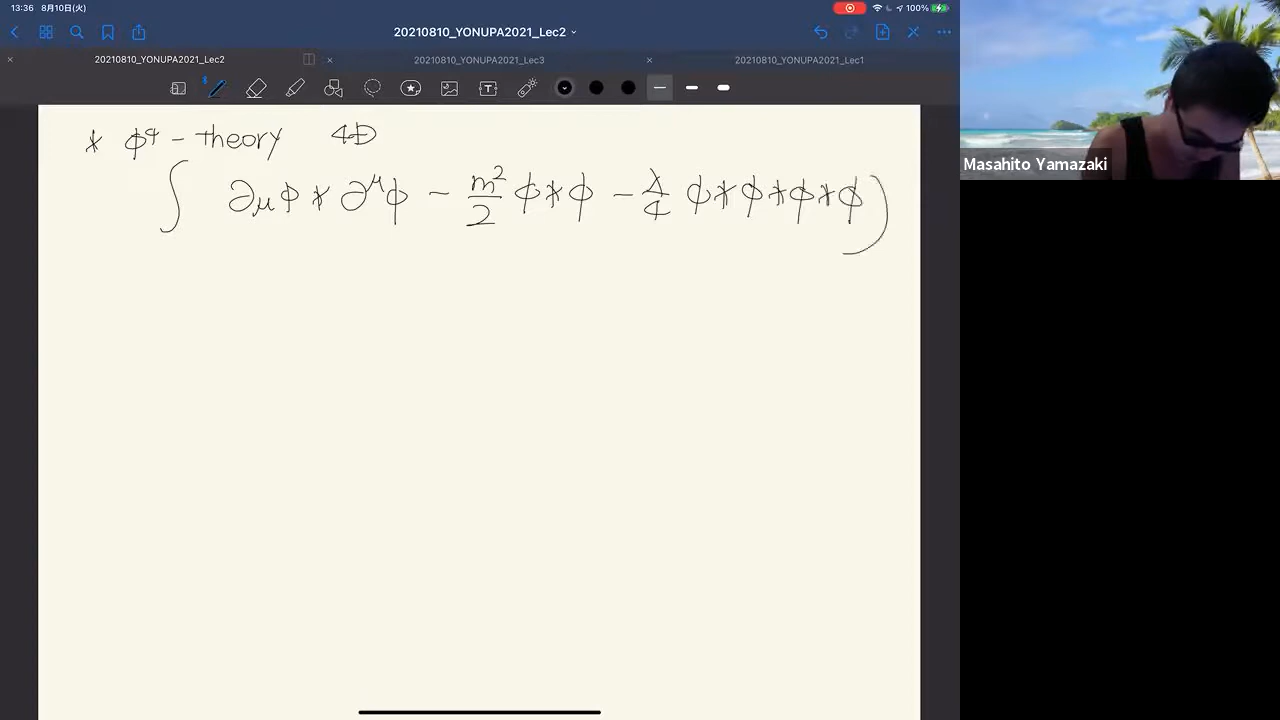 13:36 8月10日(火)
100%
20210810_YONUPA2021_Lec2
20210810_YONUPA2021_Lec2
20210810_YONUPA2021_Lec3
20210810_YONUPA2021_Lec1
T
* φ⁴ - theory 4D
∫ ∂μφ * ∂^μφ - m²/2 φ*φ - λ/4 φ*φ*φ*φ)
Masahito Yamazaki